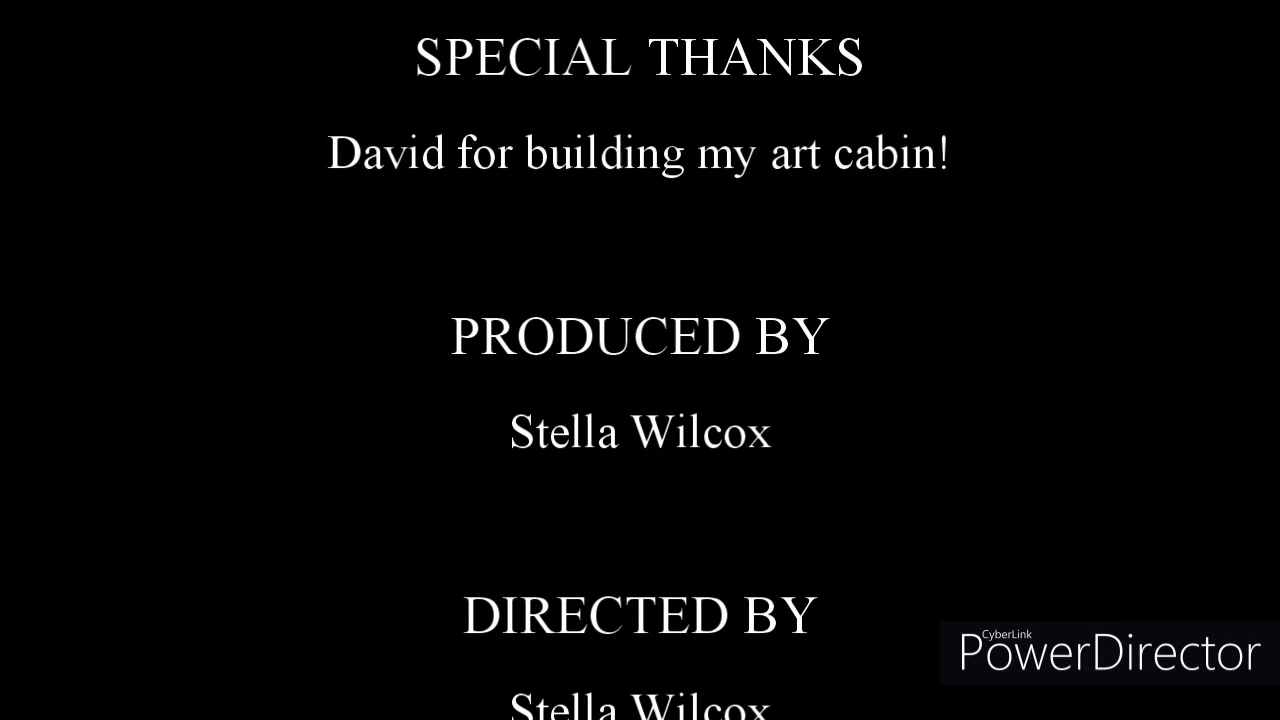 SPECIAL THANKS
David for building my art cabin!
PRODUCED BY
Stella Wilcox
DIRECTED BY
Stella Wilcox
CyberLink
PowerDirector